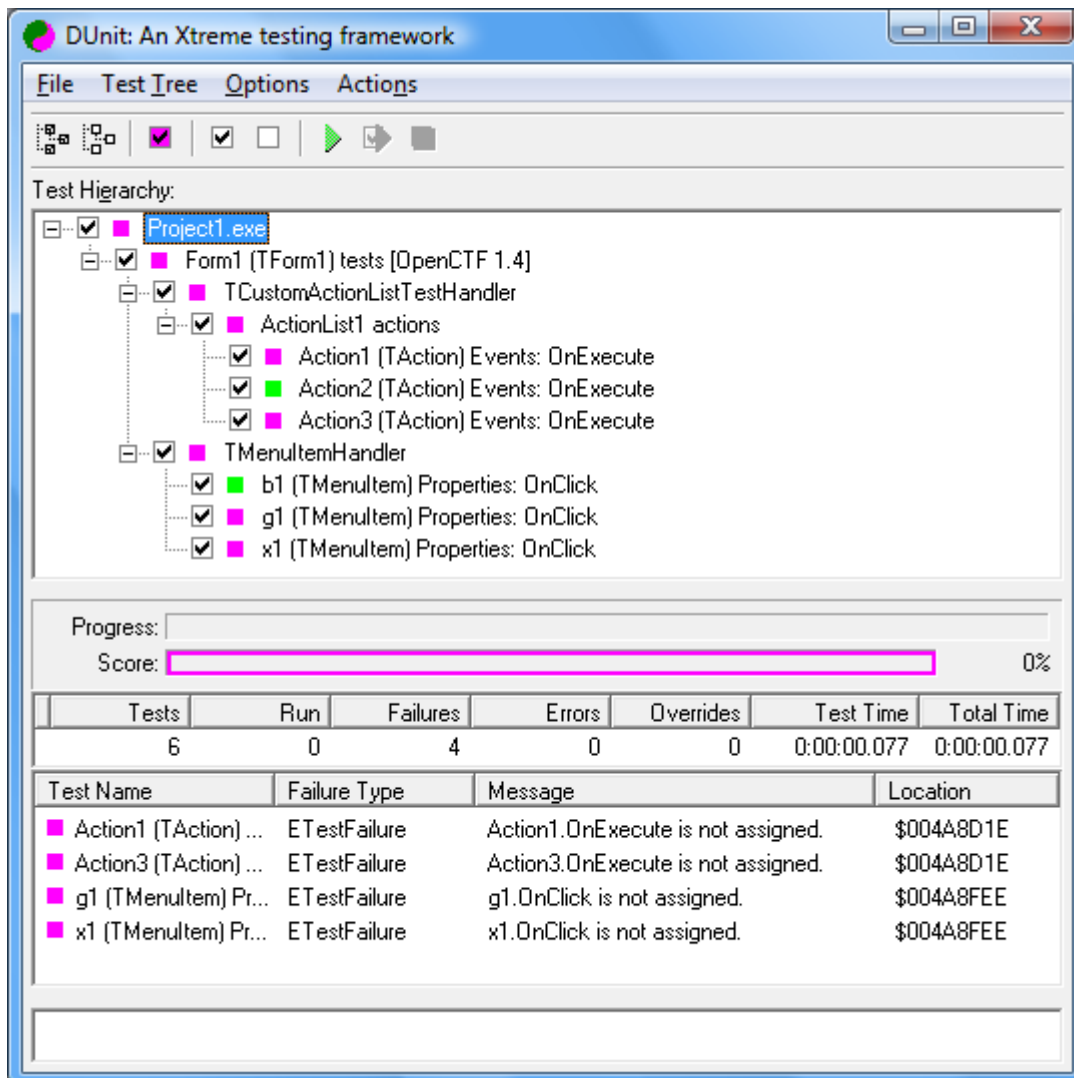 DUnit: An Xtreme testing framework
File Test Tree Options Actions
Test Hierarchy:
Project1.exe
Form1 (TForm1) tests [OpenCTF 1.4]
TCustomActionListTestHandler
ActionList1 actions
Action1 (TAction) Events: OnExecute
Action2 (TAction) Events: OnExecute
Action3 (TAction) Events: OnExecute
TMenuItemHandler
b1 (TMenuItem) Properties: OnClick
g1 (TMenuItem) Properties: OnClick
x1 (TMenuItem) Properties: OnClick
Progress:
Score: 0%
Tests Run Failures Errors Overrides Test Time Total Time
6 0 4 0 0 0:00:00.077 0:00:00.077
Test Name Failure Type Message Location
Action1 (TAction) ... ETestFailure Action1.OnExecute is not assigned. $004A8D1E
Action3 (TAction) ... ETestFailure Action3.OnExecute is not assigned. $004A8D1E
g1 (TMenuItem) Pr... ETestFailure g1.OnClick is not assigned. $004A8FEE
x1 (TMenuItem) Pr... ETestFailure x1.OnClick is not assigned. $004A8FEE